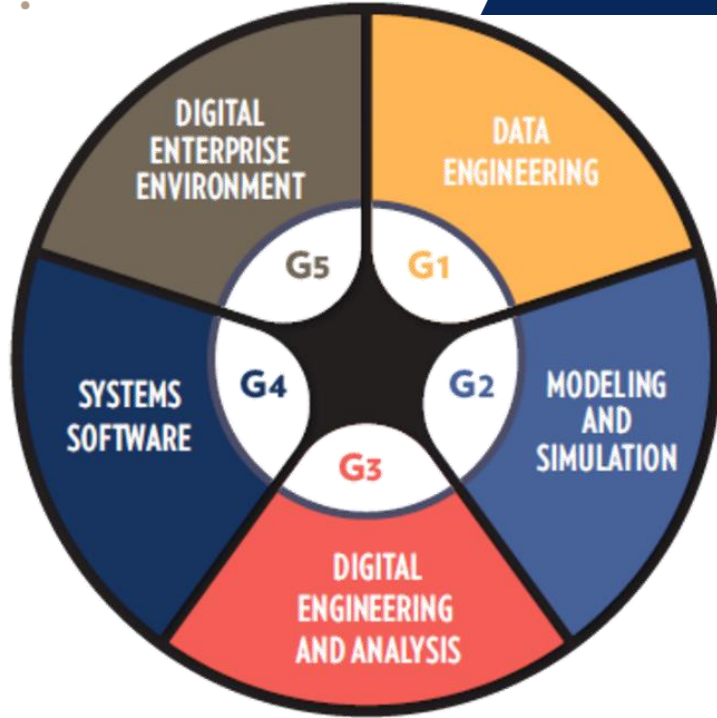 DIGITAL
ENTERPRISE
ENVIRONMENT
DATA
ENGINEERING
G5
G1
G4
G2
SYSTEMS
SOFTWARE
MODELING
AND
SIMULATION
G3
DIGITAL
ENGINEERING
AND ANALYSIS